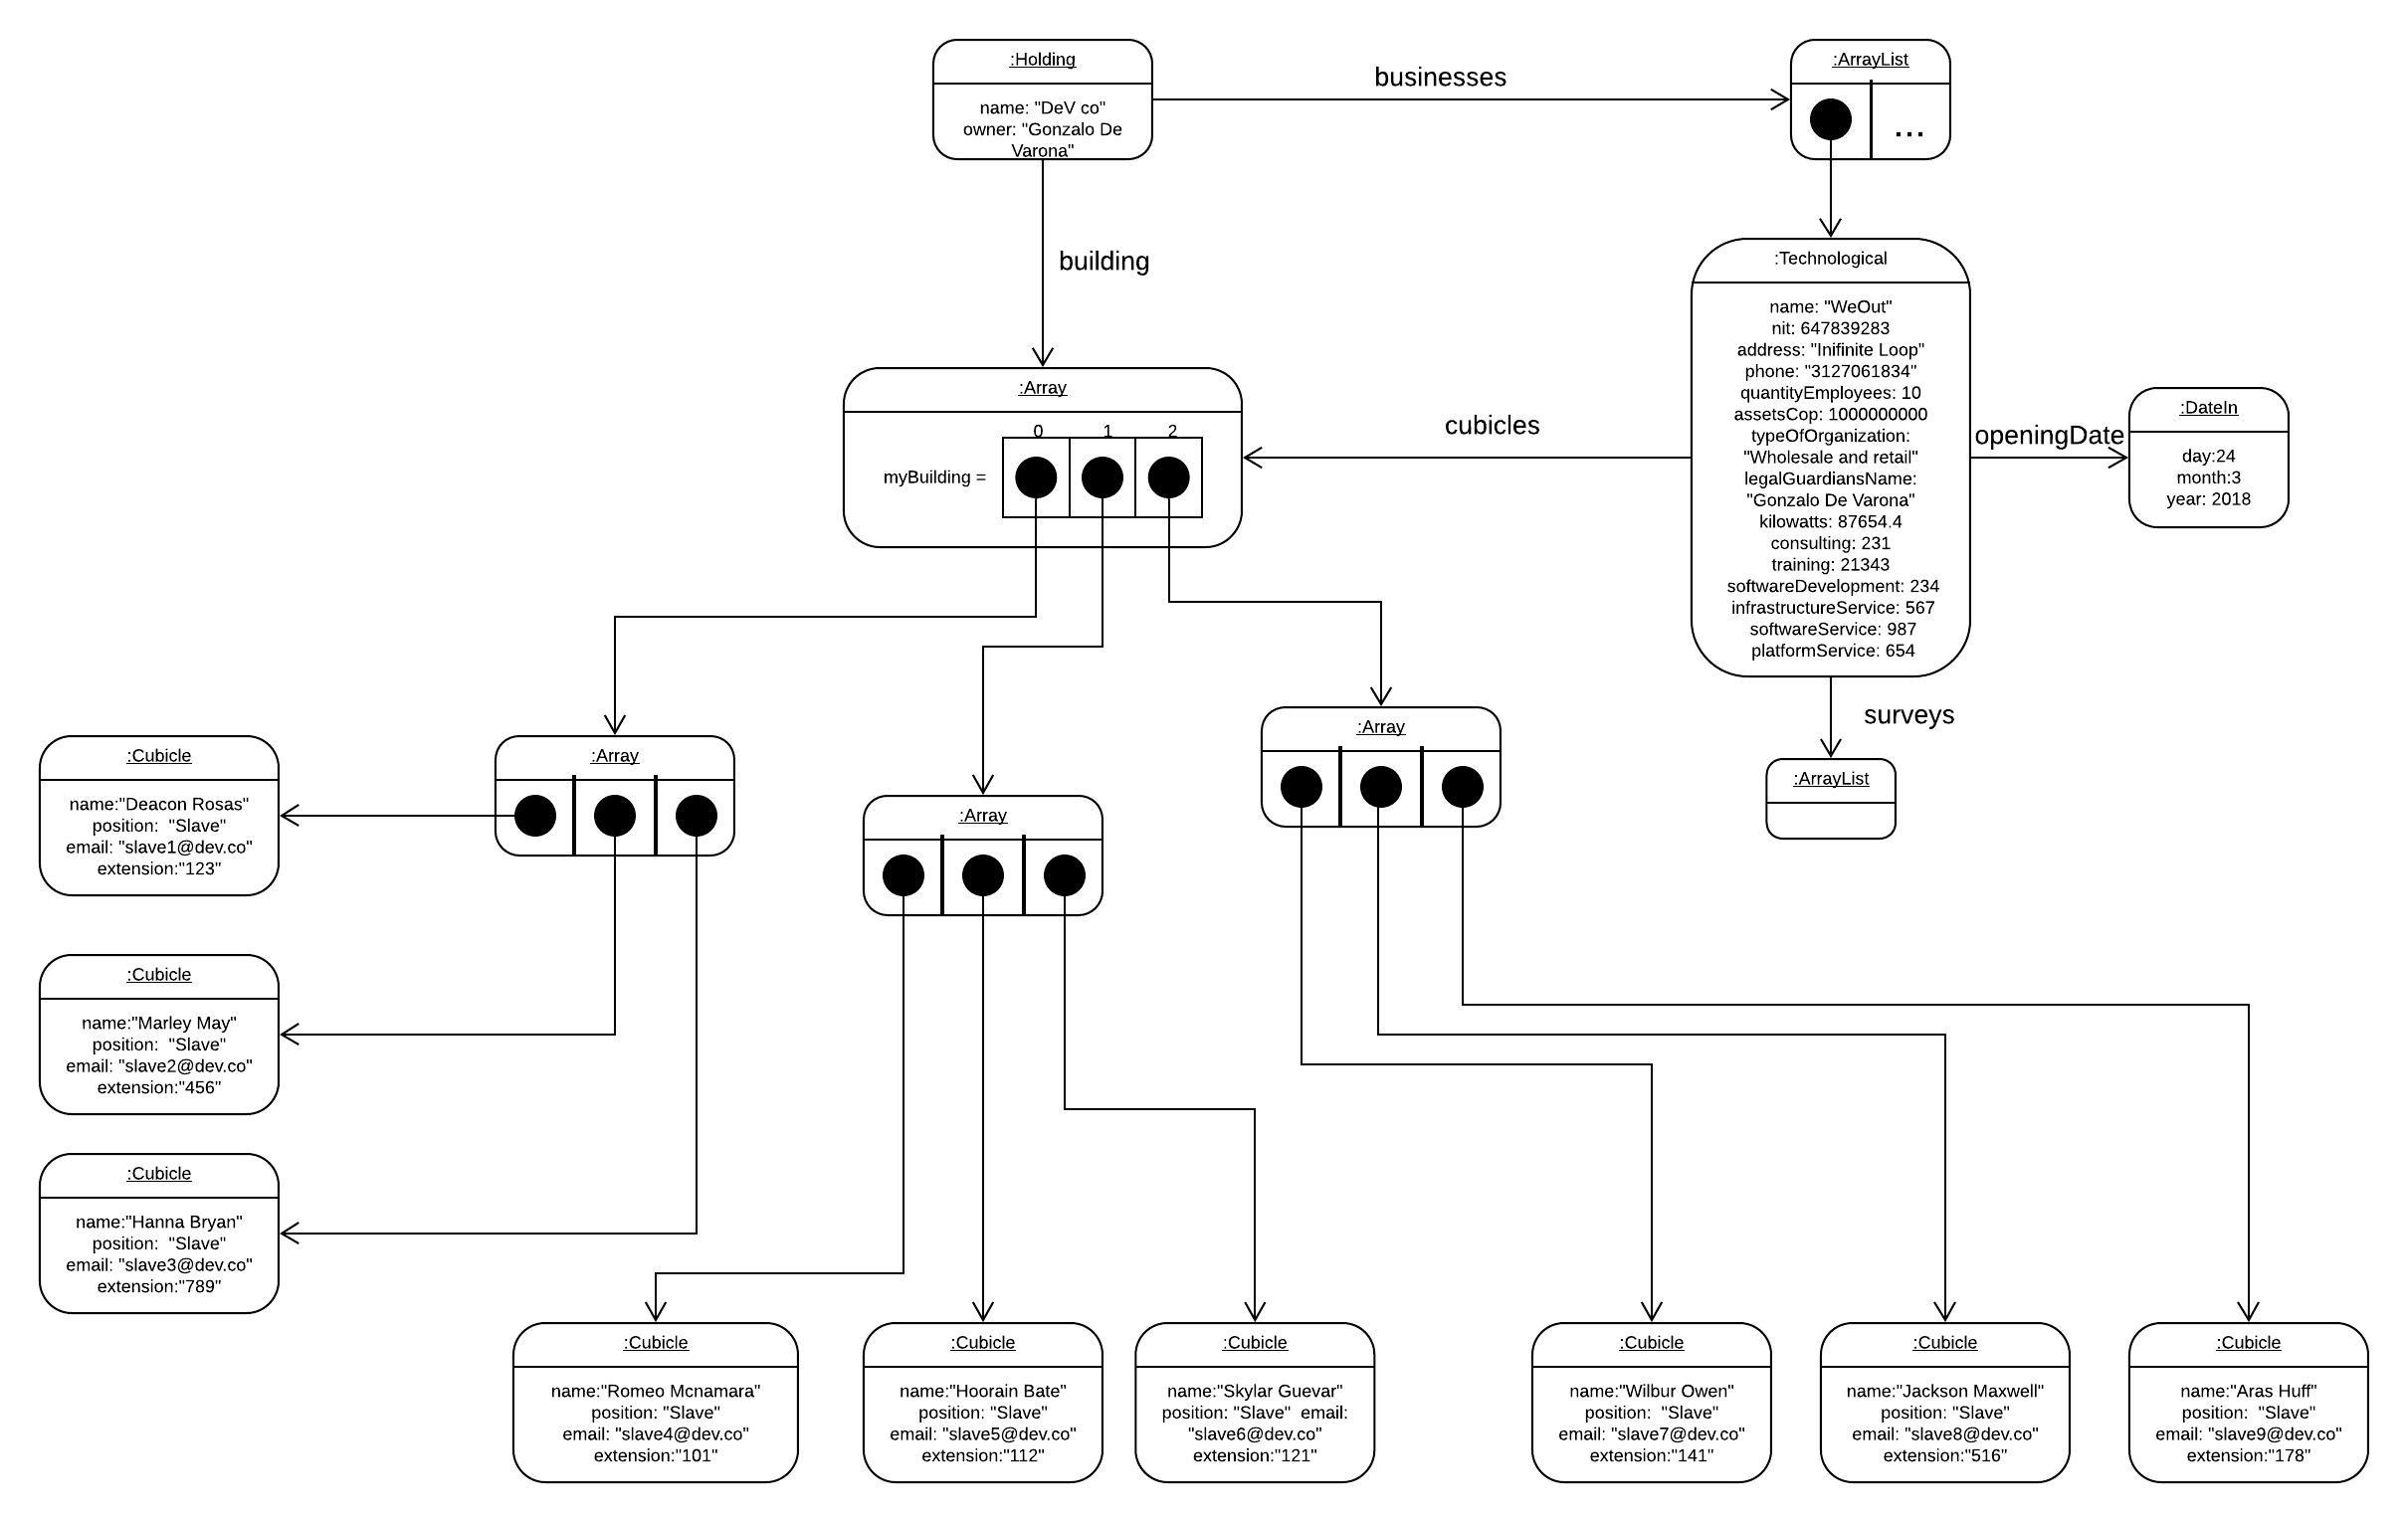 :Holding
name: "DeV co"
owner: "Gonzalo De
Varona"
businesses
:ArrayList
...
building
:Technological
name: "WeOut"
nit: 647839283
address: "Inifinite Loop"
phone: "3127061834"
quantityEmployees: 10
assetsCop: 1000000000
typeOfOrganization:
"Wholesale and retail"
legalGuardiansName:
"Gonzalo De Varona"
kilowatts: 87654.4
consulting: 231
training: 21343
softwareDevelopment: 234
infrastructureService: 567
softwareService: 987
platformService: 654
:Array
0 1 2
myBuilding =
cubicles
openingDate
:DateIn
day:24
month:3
year: 2018
surveys
:ArrayList
:Array
:Array
:Array
:Cubicle
name:"Deacon Rosas"
position:  "Slave"
email: "slave1@dev.co"
extension:"123"
:Cubicle
name:"Marley May"
position:  "Slave"
email: "slave2@dev.co"
extension:"456"
:Cubicle
name:"Hanna Bryan"
position:  "Slave"
email: "slave3@dev.co"
extension:"789"
:Cubicle
name:"Romeo Mcnamara"
position: "Slave"
email: "slave4@dev.co"
extension:"101"
:Cubicle
name:"Hoorain Bate"
position: "Slave"
email: "slave5@dev.co"
extension:"112"
:Cubicle
name:"Skylar Guevar"
position: "Slave"  email:
"slave6@dev.co"
extension:"121"
:Cubicle
name:"Wilbur Owen"
position:  "Slave"
email: "slave7@dev.co"
extension:"141"
:Cubicle
name:"Jackson Maxwell"
position: "Slave"
email: "slave8@dev.co"
extension:"516"
:Cubicle
name:"Aras Huff"
position:  "Slave"
email: "slave9@dev.co"
extension:"178"